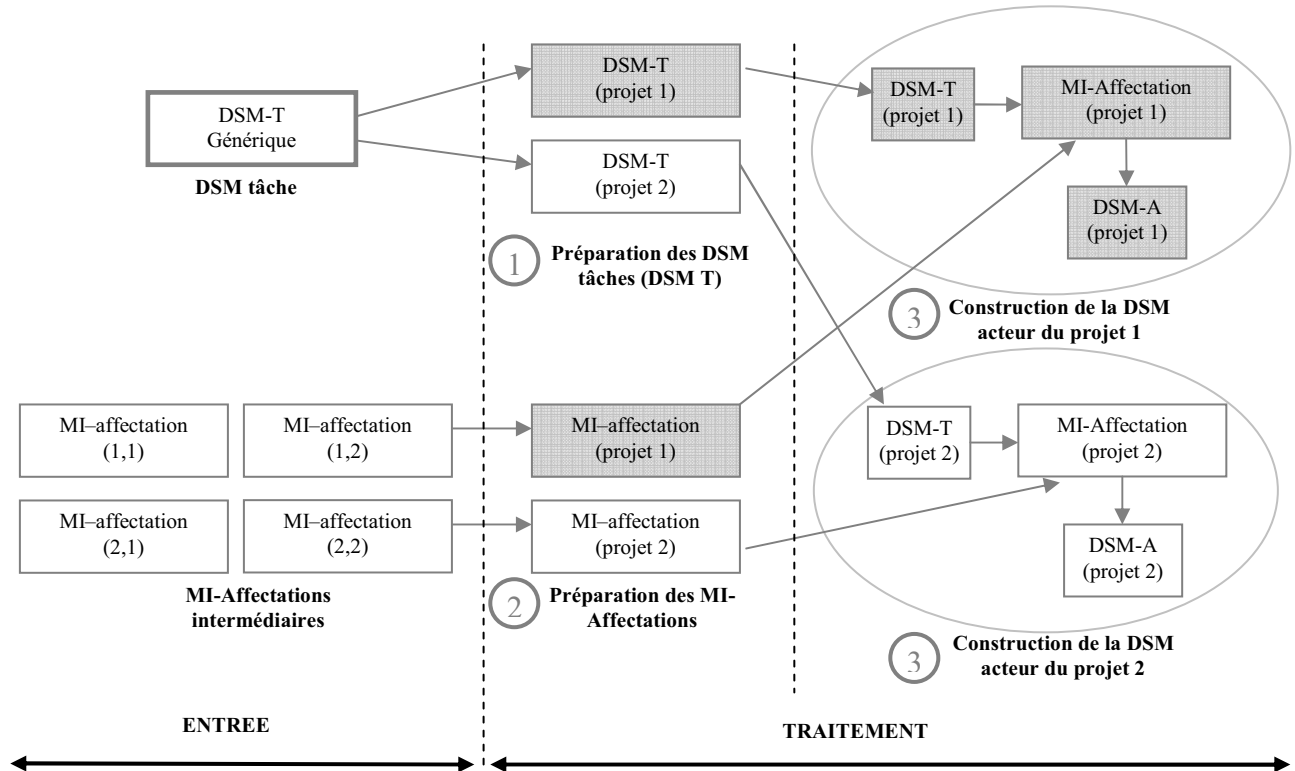 DSM-T
Générique
DSM tâche
DSM-T
(projet 1)
DSM-T
(projet 2)
1
Préparation des DSM
tâches (DSM T)
DSM-T
(projet 1)
MI-Affectation
(projet 1)
DSM-A
(projet 1)
3
Construction de la DSM
acteur du projet 1
MI–affectation
(1,1)
MI–affectation
(1,2)
MI–affectation
(2,1)
MI–affectation
(2,2)
MI-Affectations
intermédiaires
MI–affectation
(projet 1)
MI–affectation
(projet 2)
2
Préparation des MI-
Affectations
DSM-T
(projet 2)
MI-Affectation
(projet 2)
DSM-A
(projet 2)
3
Construction de la DSM
acteur du projet 2
ENTREE
TRAITEMENT